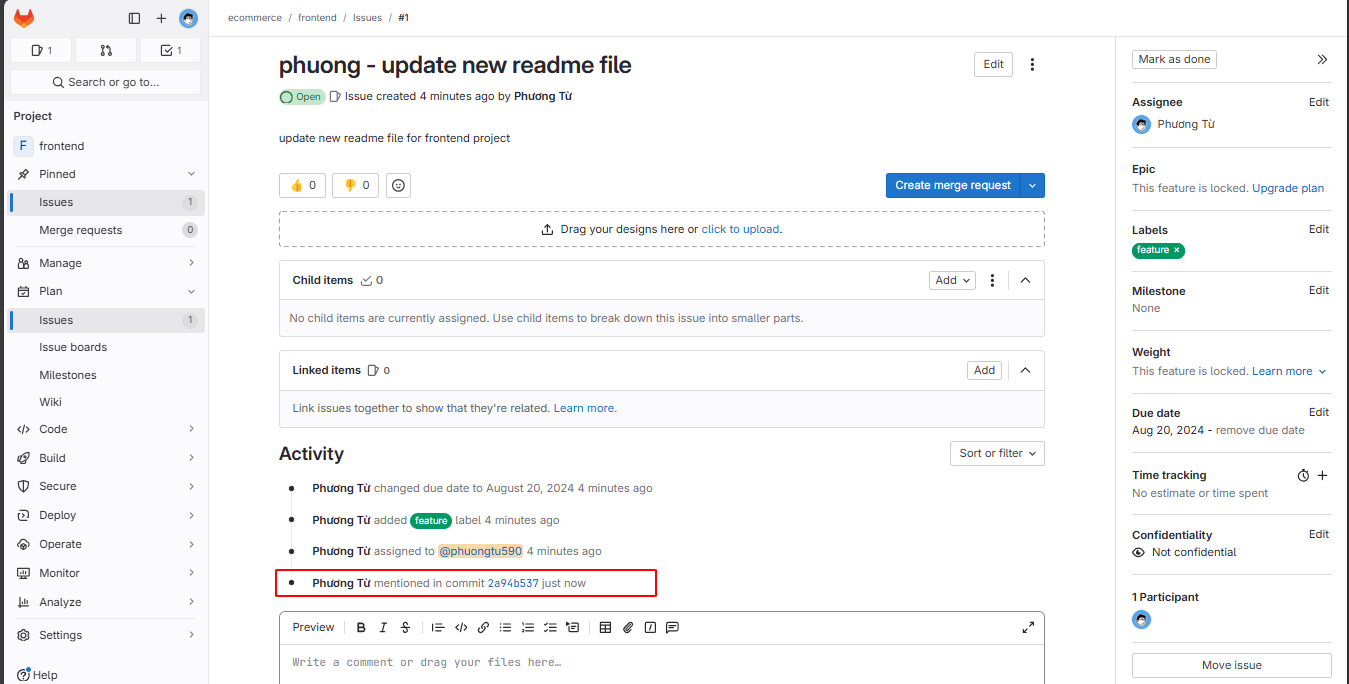 ecommerce / frontend / Issues / #1
1
1
Search or go to...
Project
F frontend
Pinned
Issues 1
Merge requests 0
Manage
Plan
Issues 1
Issue boards
Milestones
Wiki
Code
Build
Secure
Deploy
Operate
Monitor
Analyze
Settings
Help
phuong - update new readme file
Edit
Open Issue created 4 minutes ago by Phương Từ
update new readme file for frontend project
👍 0 👎 0
Create merge request
Drag your designs here or click to upload.
Child items 0
Add
No child items are currently assigned. Use child items to break down this issue into smaller parts.
Linked items 0
Add
Link issues together to show that they're related. Learn more.
Activity
Sort or filter
Phương Từ changed due date to August 20, 2024 4 minutes ago
Phương Từ added feature label 4 minutes ago
Phương Từ assigned to @phuongtu590 4 minutes ago
Phương Từ mentioned in commit 2a94b537 just now
Preview B I S
Write a comment or drag your files here…
Mark as done
Assignee Edit
Phương Từ
Epic
This feature is locked. Upgrade plan
Labels Edit
feature ×
Milestone Edit
None
Weight
This feature is locked. Learn more
Due date Edit
Aug 20, 2024 - remove due date
Time tracking
No estimate or time spent
Confidentiality Edit
Not confidential
1 Participant
Move issue